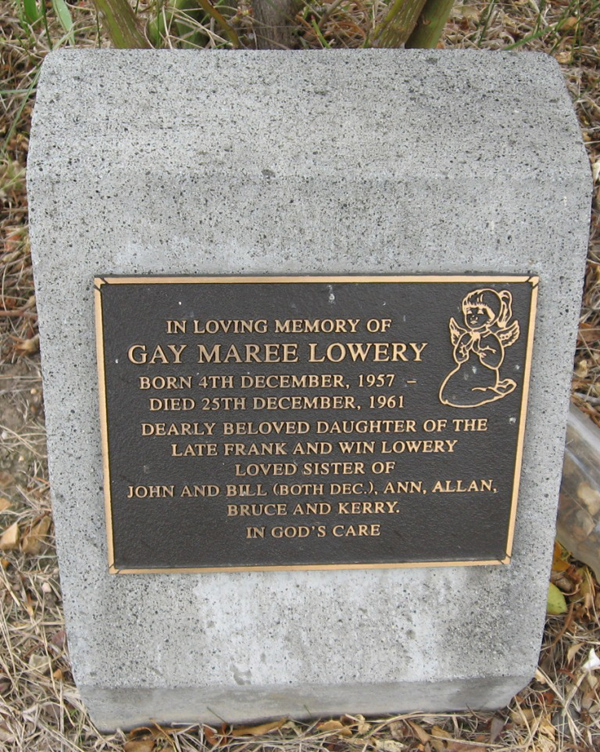 IN LOVING MEMORY OF
GAY MAREE LOWERY
BORN 4TH DECEMBER, 1957 –
DIED 25TH DECEMBER, 1961
DEARLY BELOVED DAUGHTER OF THE
LATE FRANK AND WIN LOWERY
LOVED SISTER OF
JOHN AND BILL (BOTH DEC.), ANN, ALLAN,
BRUCE AND KERRY.
IN GOD'S CARE